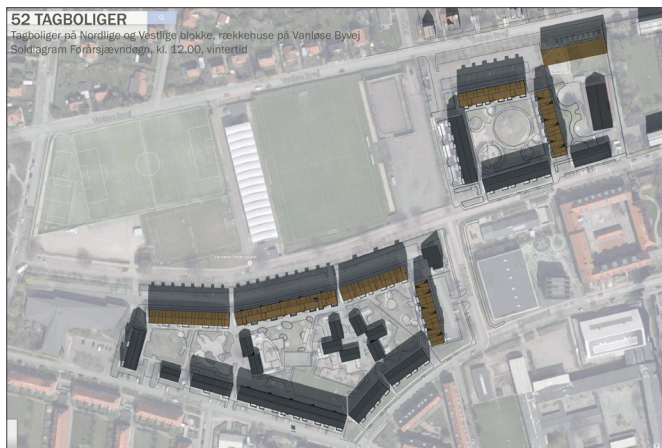 52 TAGBOLIGER
Tagboliger på Nordlige og Vestlige blokke, rækkehuse på Vanløse Byvej
Soldiagram Forårsjævndøgn, kl. 12.00, vintertid